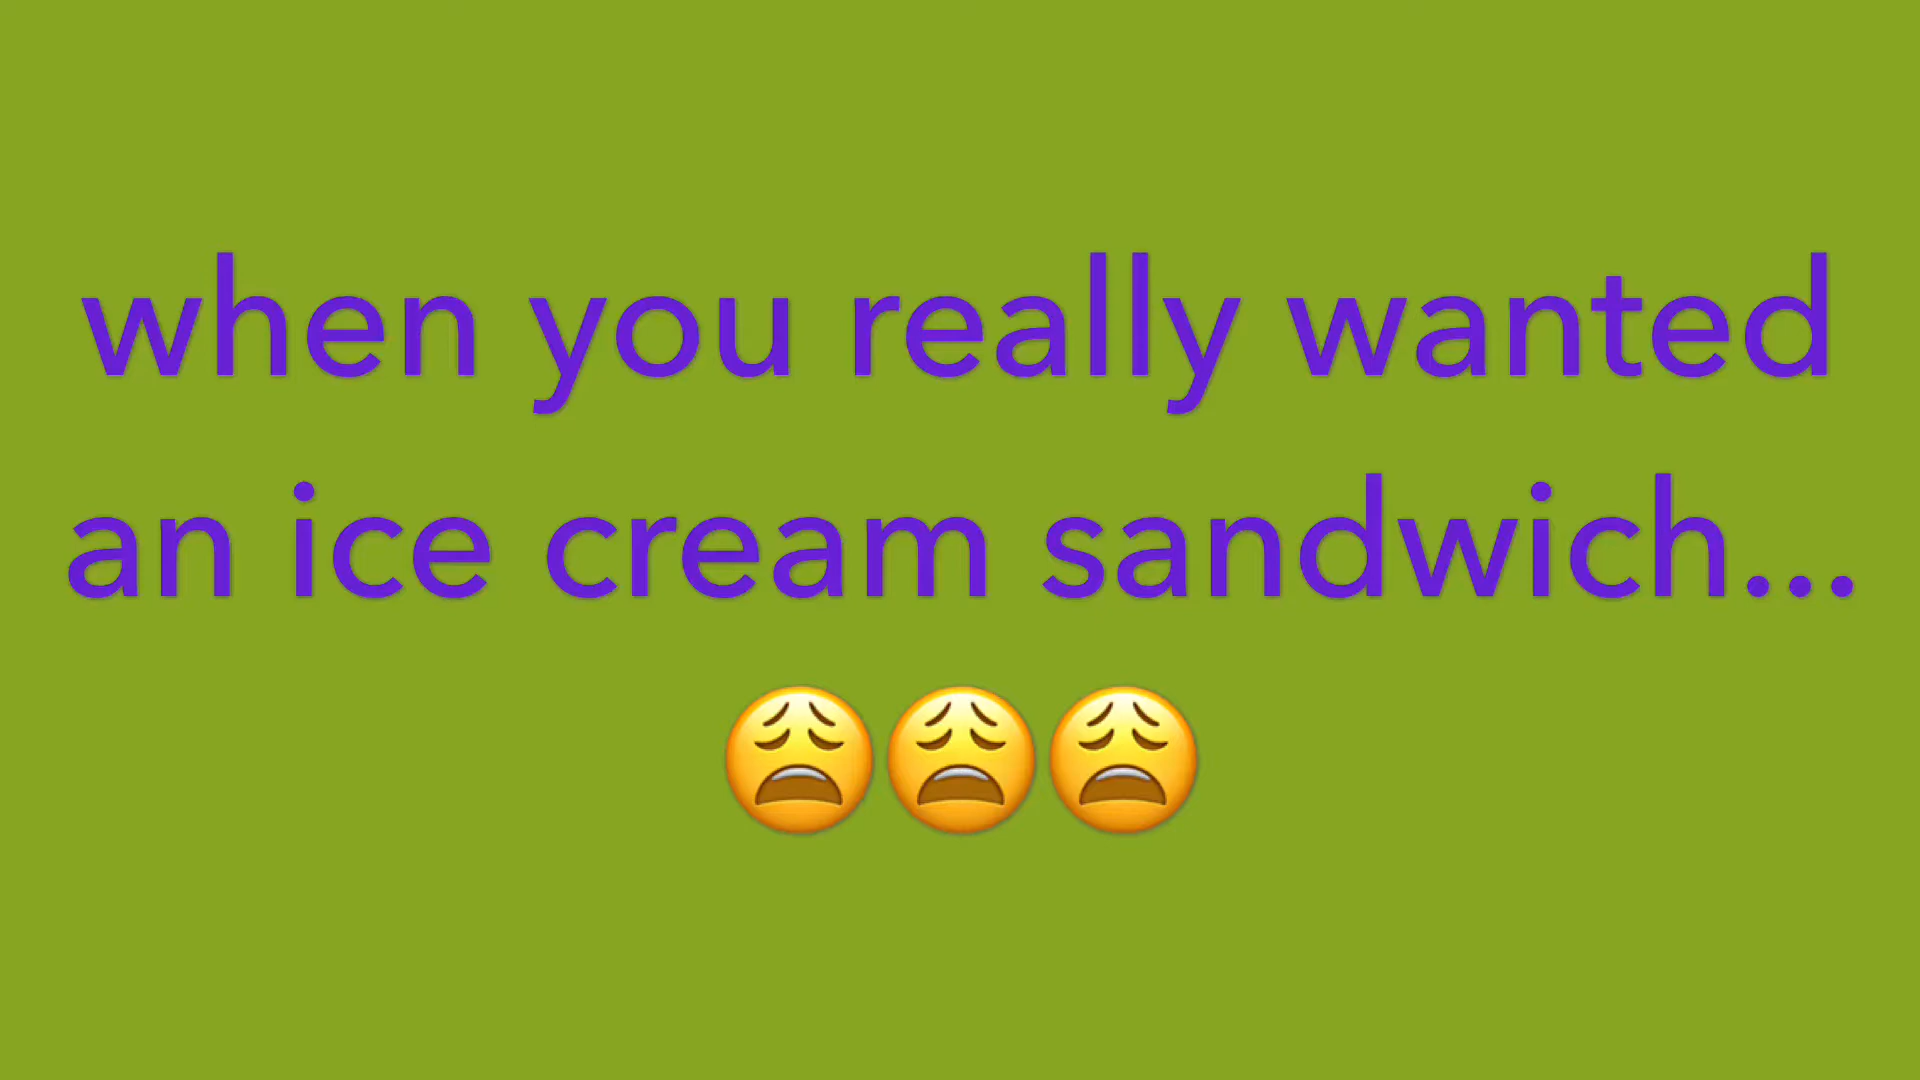 when you really wanted
an ice cream sandwich...
😩😩😩